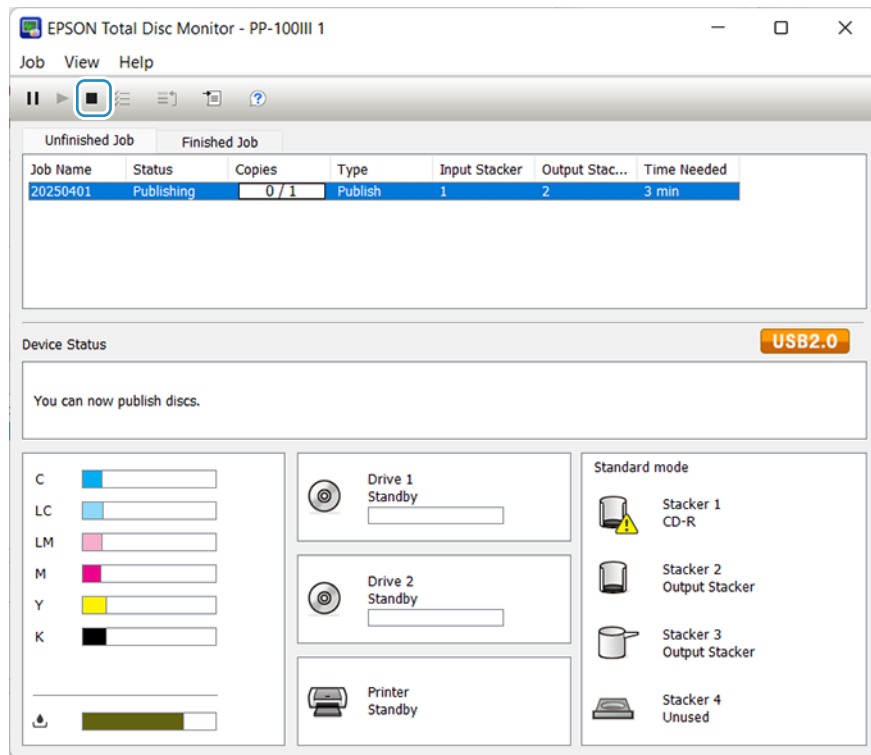 EPSON Total Disc Monitor - PP-100III 1
Job View Help
Unfinished Job Finished Job
Job Name Status Copies Type Input Stacker Output Stac... Time Needed
20250401 Publishing 0 / 1 Publish 1 2 3 min
Device Status
USB2.0
You can now publish discs.
C
LC
LM
M
Y
K
Drive 1
Standby
Drive 2
Standby
Printer
Standby
Standard mode
Stacker 1
CD-R
Stacker 2
Output Stacker
Stacker 3
Output Stacker
Stacker 4
Unused